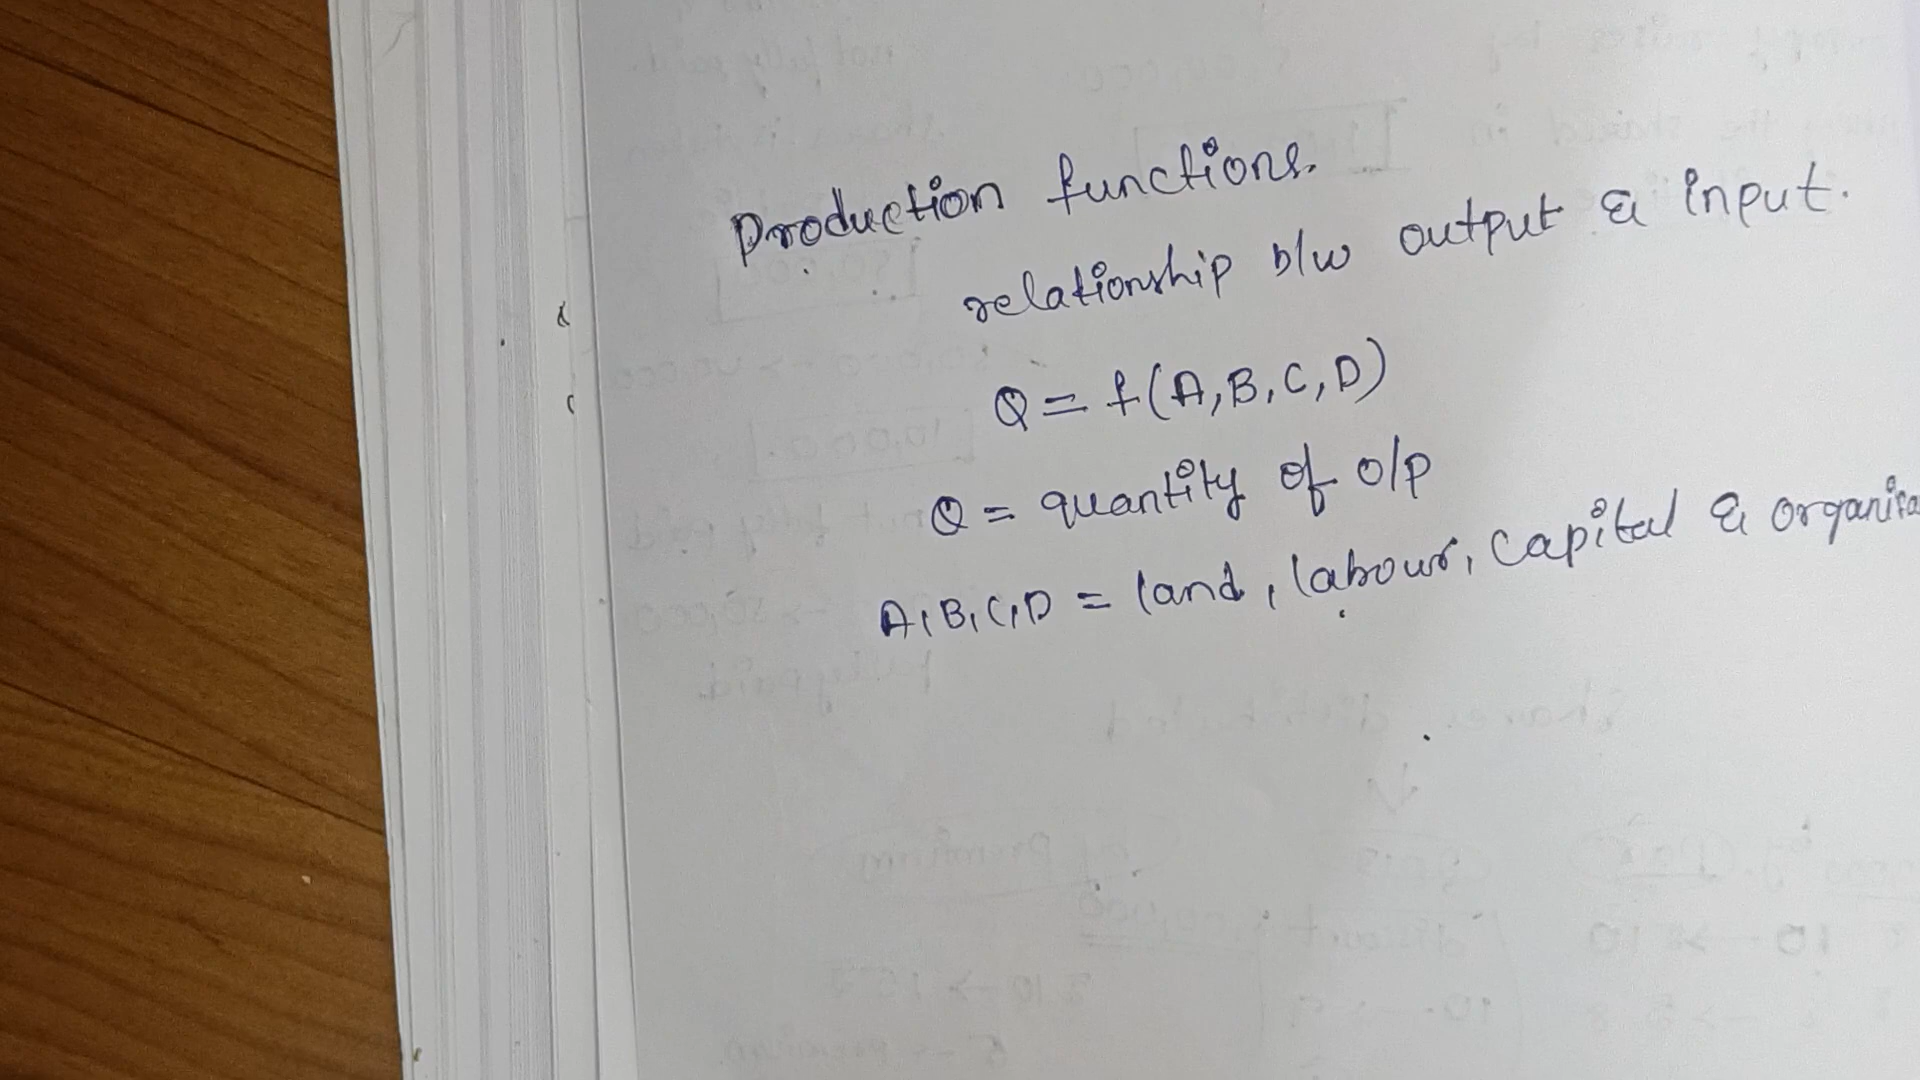 Production functions.
relationship b/w output & input.
Q = f(A,B,C,D)
Q = quantity of o/p
A,B,C,D = land, labour, capital & organisa